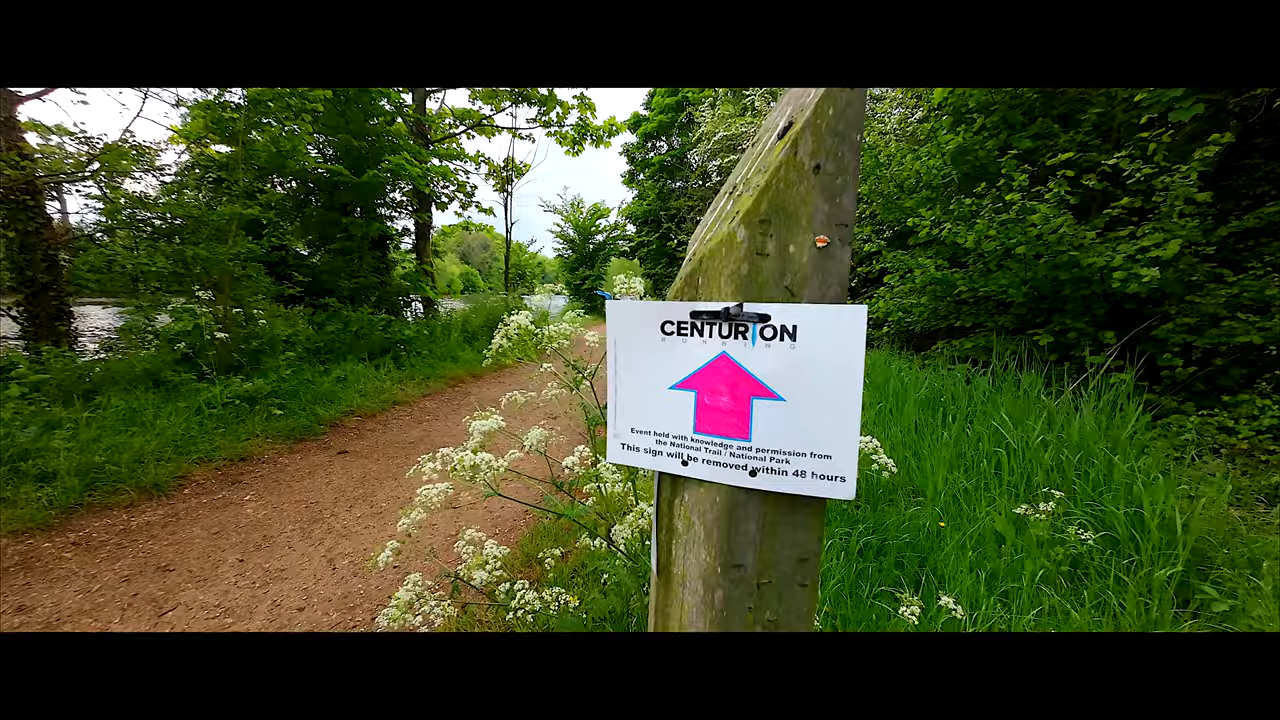 CENTURION
RUNNING
Event held with knowledge and permission from
the National Trail / National Park
This sign will be removed within 48 hours